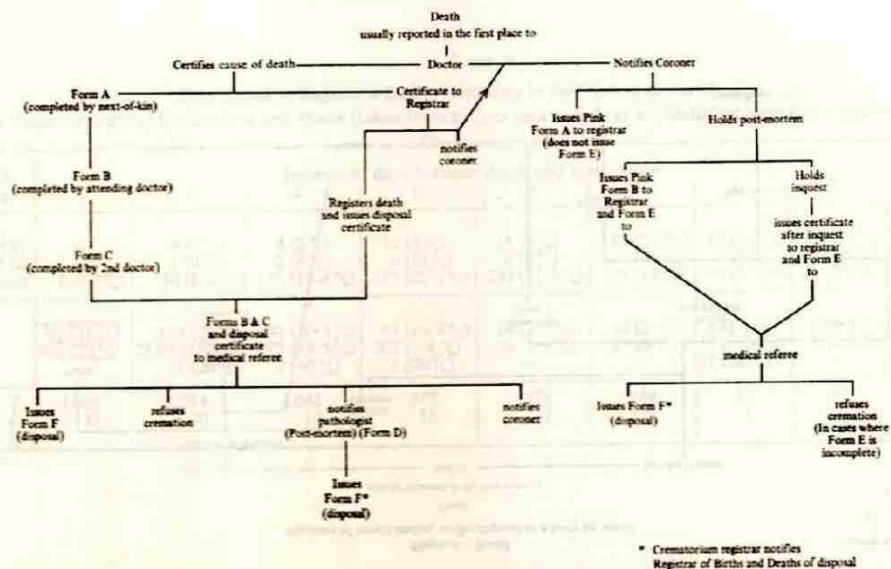 Death
usually reported in the first place to
Certifies cause of death
Doctor
Notifies Coroner
Form A
(completed by next-of-kin)
Certificate to
Registrar
notifies
coroner
Issues Pink
Form A to registrar
(does not issue
Form E)
Holds post-mortem
Form B
(completed by attending doctor)
Registers death
and issues disposal
certificate
Issues Pink
Form B to
Registrar
and Form E
to
Holds
inquest
issues certificate
after inquest
to registrar
and Form E
to
Form C
(completed by 2nd doctor)
Forms B & C
and disposal
certificate
to medical referee
medical referee
Issues
Form F
(disposal)
refuses
cremation
notifies
pathologist
(Post-mortem) (Form D)
notifies
coroner
Issues Form F*
(disposal)
refuses
cremation
(In cases where
Form E is
incomplete)
Issues
Form F*
(disposal)
* Crematorium registrar notifies
Registrar of Births and Deaths of disposal